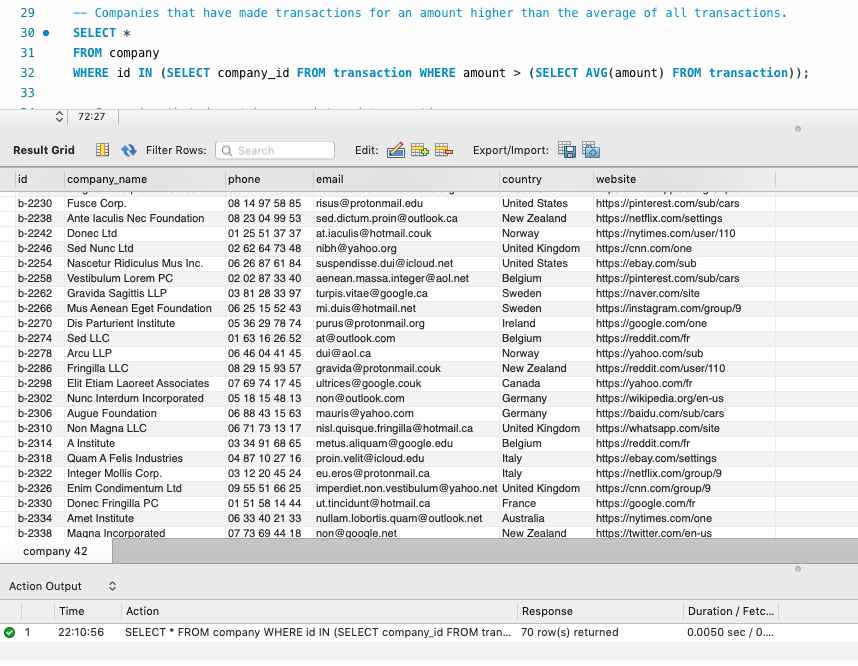 29 -- Companies that have made transactions for an amount higher than the average of all transactions.
30 SELECT *
31 FROM company
32 WHERE id IN (SELECT company_id FROM transaction WHERE amount > (SELECT AVG(amount) FROM transaction));
33
72:27
Result Grid Filter Rows: Search Edit: Export/Import:
id company_name phone email country website
b-2230 Fusce Corp. 08 14 97 58 85 risus@protonmail.edu United States https://pinterest.com/sub/cars
b-2238 Ante Iaculis Nec Foundation 08 23 04 99 53 sed.dictum.proin@outlook.ca New Zealand https://netflix.com/settings
b-2242 Donec Ltd 01 25 51 37 37 at.iaculis@hotmail.couk Norway https://nytimes.com/user/110
b-2246 Sed Nunc Ltd 02 62 64 73 48 nibh@yahoo.org United Kingdom https://cnn.com/one
b-2254 Nascetur Ridiculus Mus Inc. 06 26 87 61 84 suspendisse.dui@icloud.net United States https://ebay.com/sub
b-2258 Vestibulum Lorem PC 02 02 87 33 40 aenean.massa.integer@aol.net Belgium https://pinterest.com/sub/cars
b-2262 Gravida Sagittis LLP 03 81 28 33 97 turpis.vitae@google.ca Sweden https://naver.com/site
b-2266 Mus Aenean Eget Foundation 06 25 15 52 43 mi.duis@hotmail.net Sweden https://instagram.com/group/9
b-2270 Dis Parturient Institute 05 36 29 78 74 purus@protonmail.org Ireland https://google.com/one
b-2274 Sed LLC 01 63 16 26 52 at@outlook.com Belgium https://reddit.com/fr
b-2278 Arcu LLP 06 46 04 41 45 dui@aol.ca Norway https://yahoo.com/sub
b-2286 Fringilla LLC 08 29 15 93 57 gravida@protonmail.couk New Zealand https://reddit.com/user/110
b-2298 Elit Etiam Laoreet Associates 07 69 74 17 45 ultrices@google.couk Canada https://yahoo.com/fr
b-2302 Nunc Interdum Incorporated 05 18 15 48 13 non@outlook.com Germany https://wikipedia.org/en-us
b-2306 Augue Foundation 06 88 43 15 63 mauris@yahoo.com Germany https://baidu.com/sub/cars
b-2310 Non Magna LLC 06 71 73 13 17 nisl.quisque.fringilla@hotmail.ca United Kingdom https://whatsapp.com/site
b-2314 A Institute 03 34 91 68 65 metus.aliquam@google.edu Belgium https://reddit.com/fr
b-2318 Quam A Felis Industries 04 87 10 27 16 proin.velit@icloud.edu Italy https://ebay.com/settings
b-2322 Integer Mollis Corp. 03 12 20 45 24 eu.eros@protonmail.ca Italy https://netflix.com/group/9
b-2326 Enim Condimentum Ltd 09 55 51 66 25 imperdiet.non.vestibulum@yahoo.net United Kingdom https://cnn.com/group/9
b-2330 Donec Fringilla PC 01 51 58 14 44 ut.tincidunt@hotmail.ca France https://google.com/fr
b-2334 Amet Institute 06 33 40 21 33 nullam.lobortis.quam@outlook.net Australia https://nytimes.com/one
b-2338 Magna Incorporated 07 73 69 44 18 non@google.net New Zealand https://twitter.com/en-us
company 42
Action Output
Time Action Response Duration / Fetc...
1 22:10:56 SELECT * FROM company WHERE id IN (SELECT company_id FROM tran... 70 row(s) returned 0.0050 sec / 0....